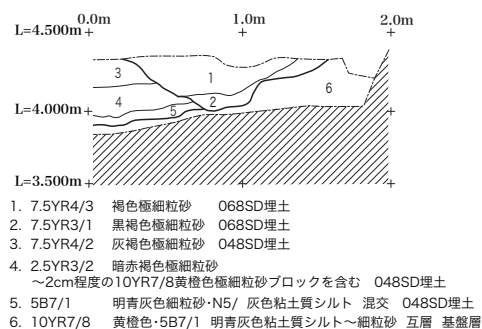 0.0m 1.0m 2.0m
L=4.500m
3 1
6
4 2
5
L=4.000m
L=3.500m
1. 7.5YR4/3 褐色極細粒砂 068SD埋土
2. 7.5YR3/1 黒褐色極細粒砂 068SD埋土
3. 7.5YR4/2 灰褐色極細粒砂 048SD埋土
4. 2.5YR3/2 暗赤褐色極細粒砂
～2cm程度の10YR7/8黄橙色極細粒砂ブロックを含む 048SD埋土
5. 5B7/1 明青灰色細粒砂・N5/ 灰色粘土質シルト 混交 048SD埋土
6. 10YR7/8 黄橙色・5B7/1 明青灰色粘土質シルト～細粒砂 互層 基盤層